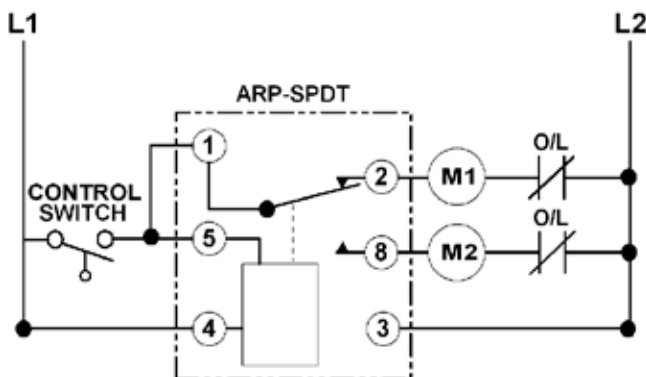 L1
L2
ARP-SPDT
1
O/L
2
M1
CONTROL
SWITCH
O/L
5
8
M2
4
3